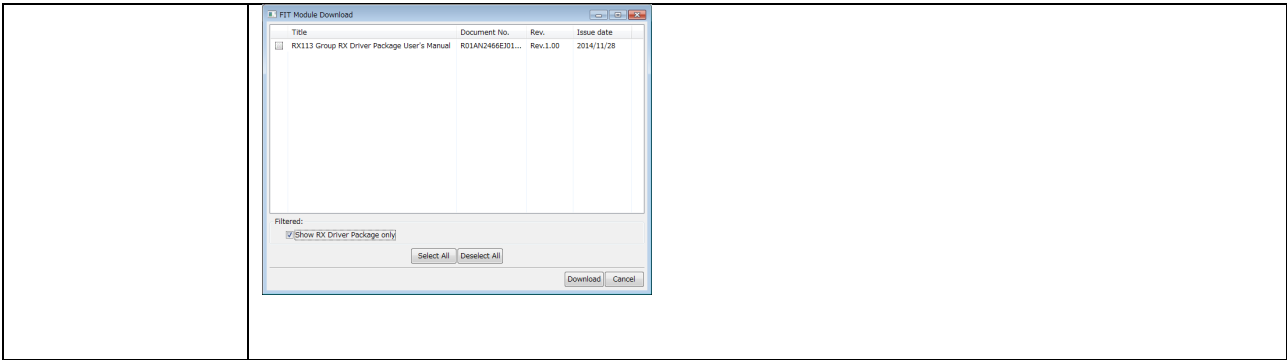 FIT Module Download
Title Document No. Rev. Issue date
RX113 Group RX Driver Package User's Manual R01AN2466EJ01... Rev.1.00 2014/11/28
Filtered:
Show RX Driver Package only
Select All Deselect All
Download Cancel